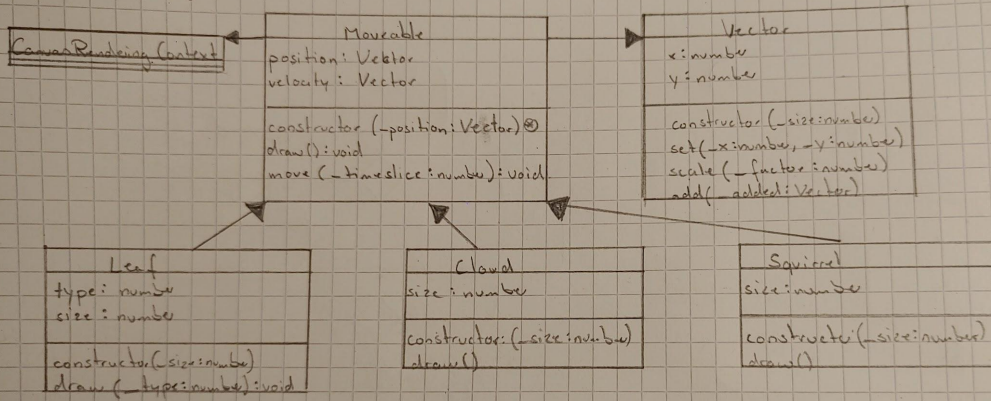 CanvasRendering Context
Moveable
position: Vektor
velocity: Vector
constructor (_position: Vector)
draw(): void
move (_timeslice: number): void
Vector
x: number
y: number
constructor (_size: number)
set(_x: number, _y: number)
scale (_factor: number)
add(_added: Vector)
Leaf
type: number
size: number
constructor (_size: number)
draw (_type: number): void
Cloud
size: number
constructor: (_size: number)
draw()
Squirrel
size: number
constructor: (_size: number)
draw()